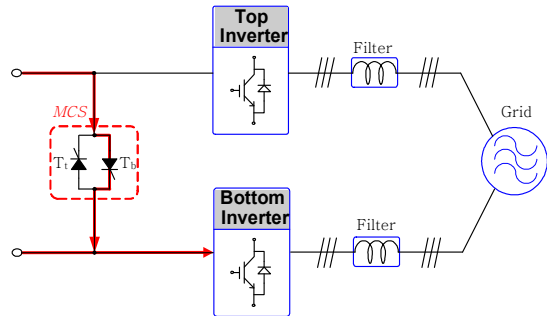 Top
Inverter
Filter
Grid
MCS
Tt
Tb
Bottom
Inverter
Filter